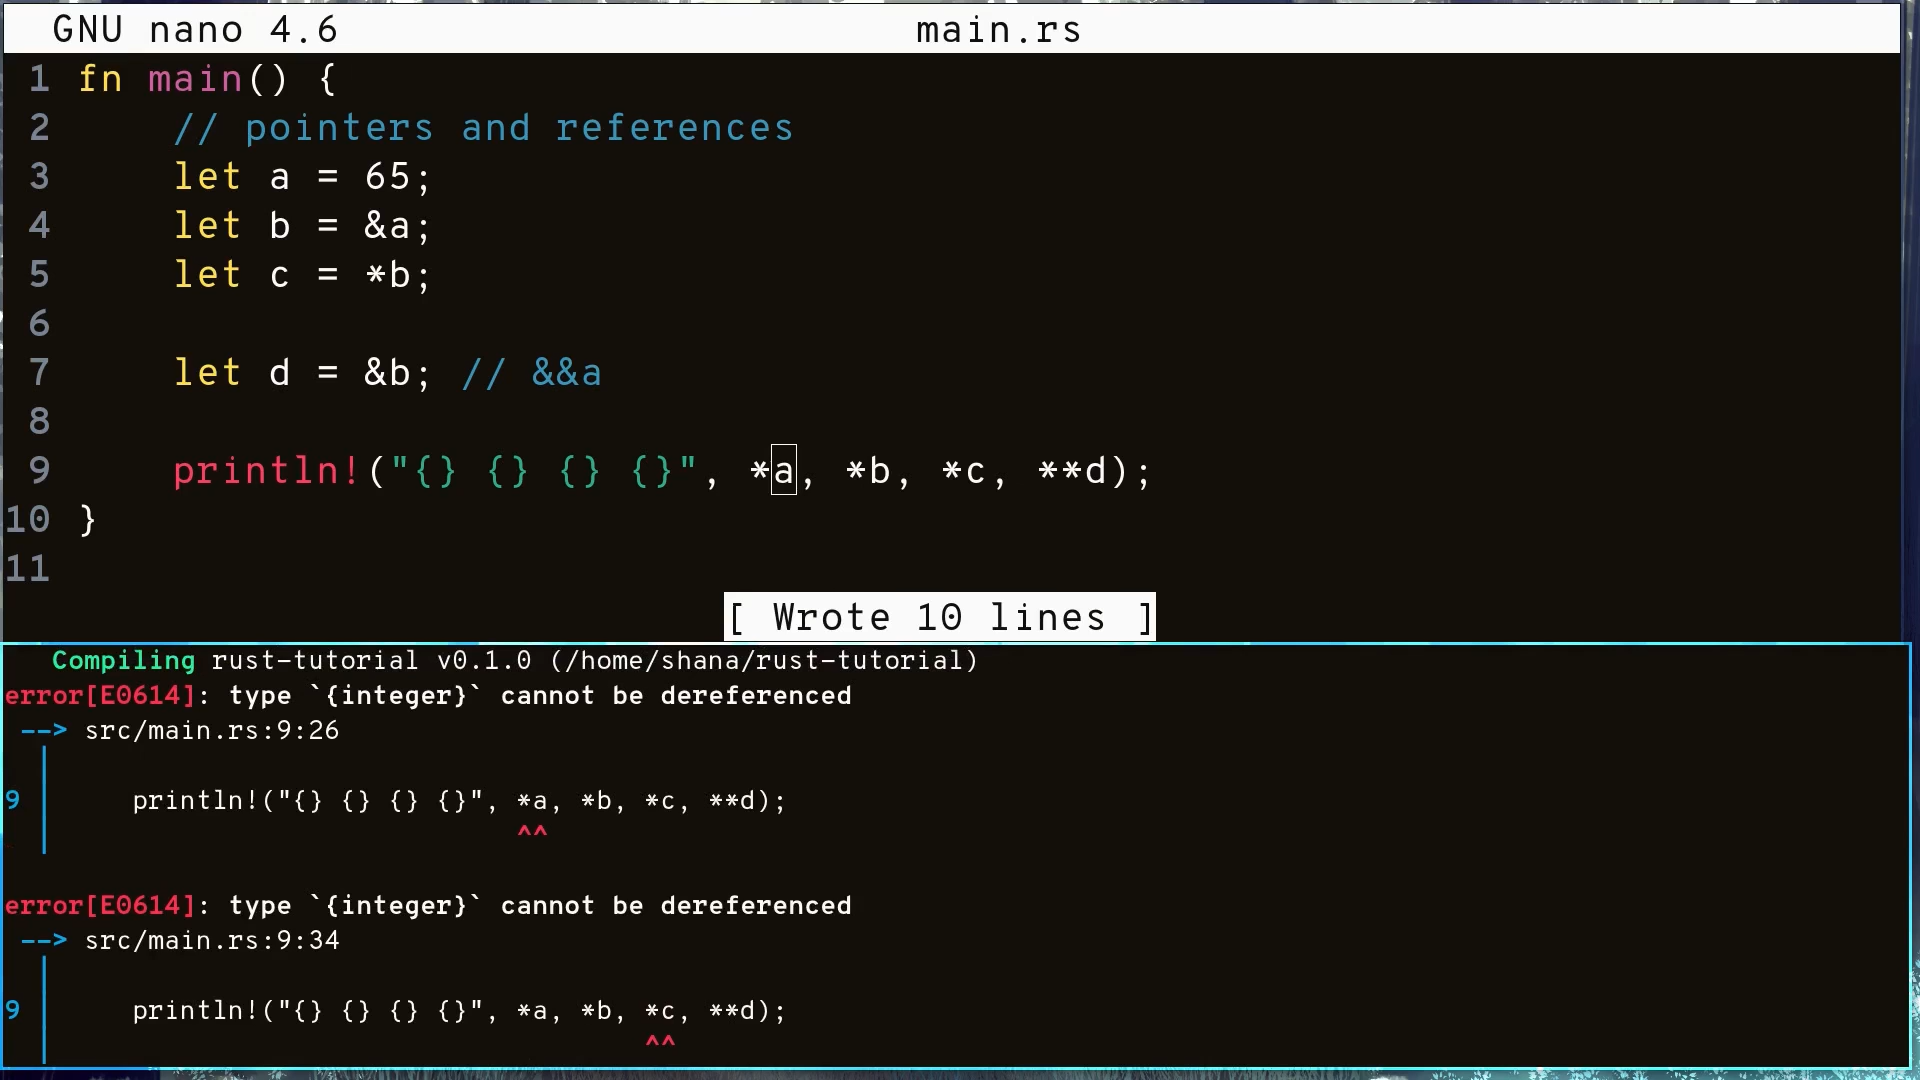 GNU nano 4.6 main.rs
1 fn main() {
2     // pointers and references
3     let a = 65;
4     let b = &a;
5     let c = *b;
6
7     let d = &b; // &&a
8
9     println!("{} {} {} {}", *a, *b, *c, **d);
10 }
11
[ Wrote 10 lines ]
   Compiling rust-tutorial v0.1.0 (/home/shana/rust-tutorial)
error[E0614]: type `{integer}` cannot be dereferenced
 --> src/main.rs:9:26
  |
9 |     println!("{} {} {} {}", *a, *b, *c, **d);
  |                             ^^
error[E0614]: type `{integer}` cannot be dereferenced
 --> src/main.rs:9:34
  |
9 |     println!("{} {} {} {}", *a, *b, *c, **d);
  |                                     ^^